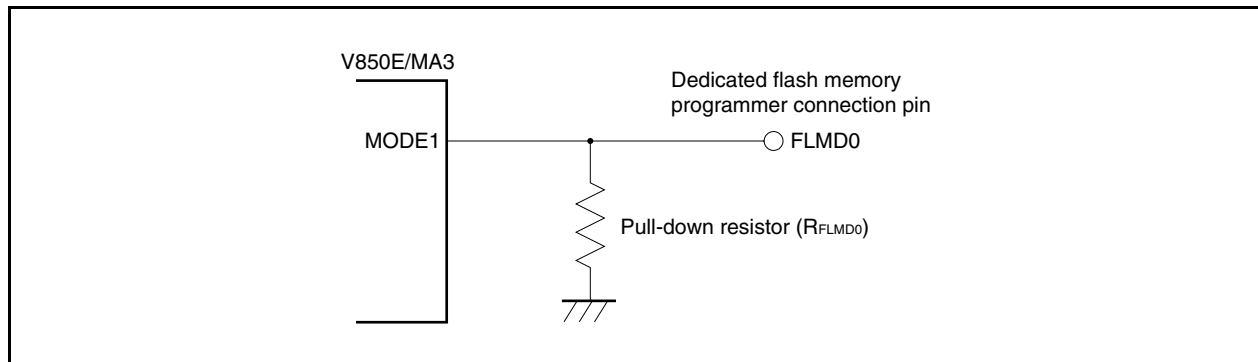 V850E/MA3
Dedicated flash memory
programmer connection pin
MODE1
FLMD0
Pull-down resistor (RFLMD0)